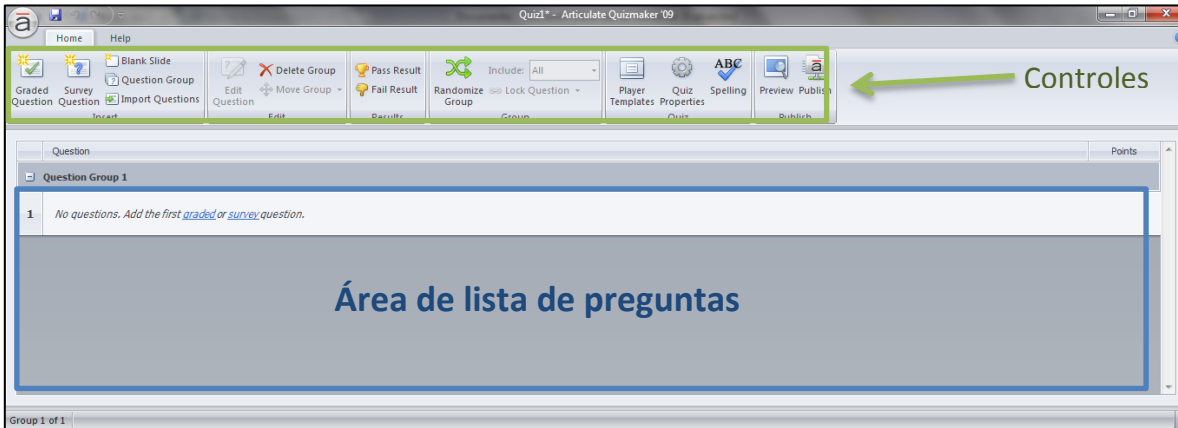 Quiz1* - Articulate Quizmaker '09
Home Help
Graded Question
Survey Question
Blank Slide
Question Group
Import Questions
Insert
Edit Question
Delete Group
Move Group
Edit
Pass Result
Fail Result
Results
Randomize Group
Include: All
Lock Question
Group
Player Templates
Quiz Properties
ABC
Spelling
Quiz
Preview
Publish
Publish
Controles
Question Points
Question Group 1
1 No questions. Add the first graded or survey question.
Área de lista de preguntas
Group 1 of 1